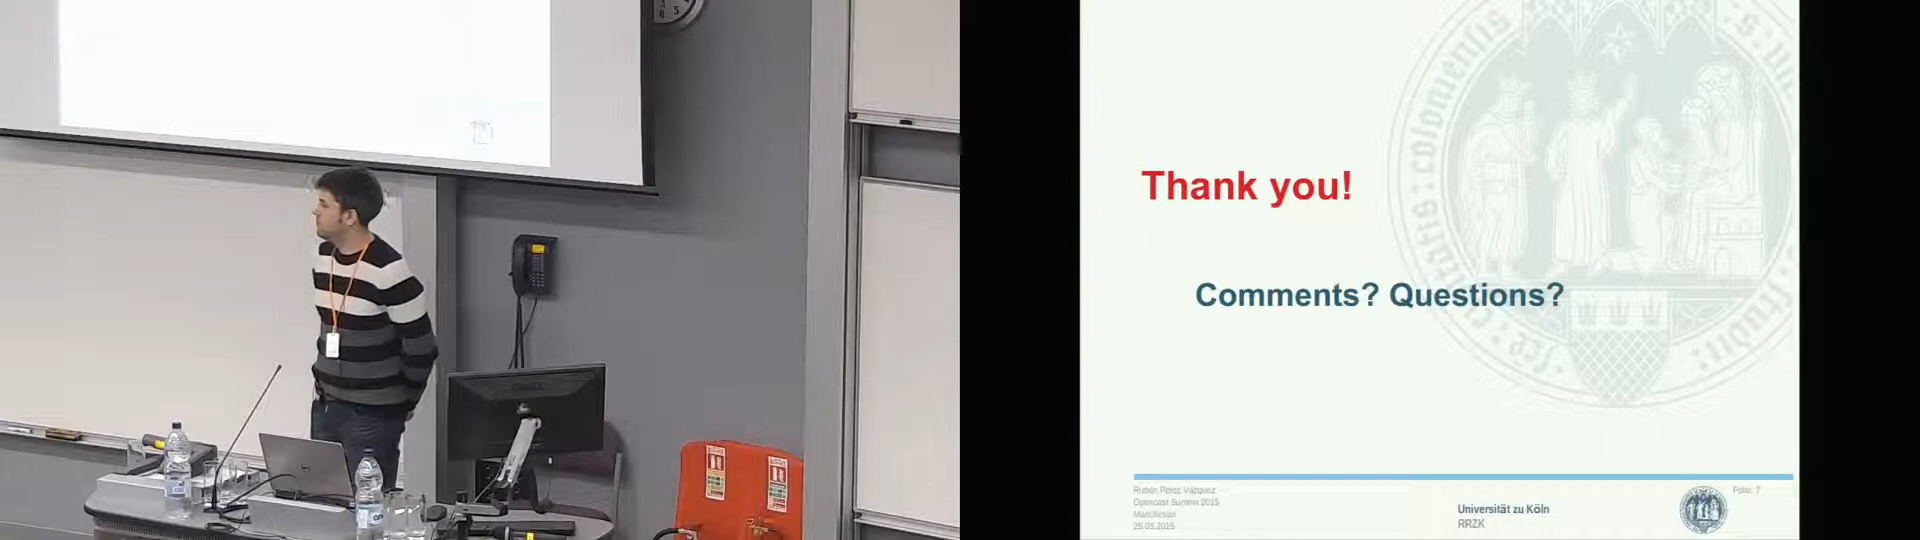 Thank you!
Comments? Questions?
Rubén Pérez Vázquez
Opencast Summit 2015
Manchester
25.03.2015
Universität zu Köln
RRZK
Folie: 7